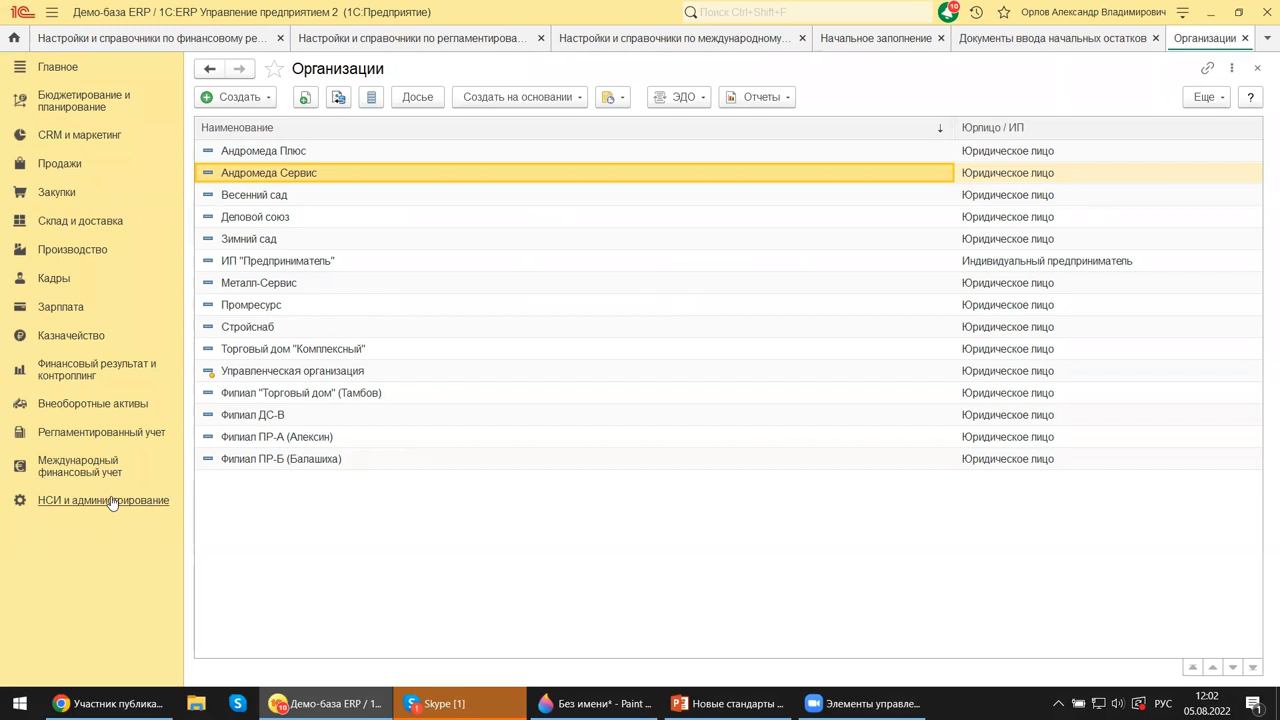 1С Демо-база ERP / 1С:ERP Управление предприятием 2 (1С:Предприятие) Поиск Ctrl+Shift+F 10 Орлов Александр Владимирович
Настройки и справочники по финансовому ре... Настройки и справочники по регламентирова... Настройки и справочники по международному... Начальное заполнение Документы ввода начальных остатков Организации
Главное
Бюджетирование и
планирование
CRM и маркетинг
Продажи
Закупки
Склад и доставка
Производство
Кадры
Зарплата
Казначейство
Финансовый результат и
контроллинг
Внеоборотные активы
Регламентированный учет
Международный
финансовый учет
НСИ и администрирование
Организации
Создать Досье Создать на основании ЭДО Отчеты Еще ?
Наименование Юрлицо / ИП
Андромеда Плюс Юридическое лицо
Андромеда Сервис Юридическое лицо
Весенний сад Юридическое лицо
Деловой союз Юридическое лицо
Зимний сад Юридическое лицо
ИП "Предприниматель" Индивидуальный предприниматель
Металл-Сервис Юридическое лицо
Промресурс Юридическое лицо
Стройснаб Юридическое лицо
Торговый дом "Комплексный" Юридическое лицо
Управленческая организация Юридическое лицо
Филиал "Торговый дом" (Тамбов) Юридическое лицо
Филиал ДС-В Юридическое лицо
Филиал ПР-А (Алексин) Юридическое лицо
Филиал ПР-Б (Балашиха) Юридическое лицо
Участник публика... 10 Демо-база ERP / 1... 1 Skype [1] Без имени* - Paint ... Новые стандарты ... Элементы управле... РУС 12:02
05.08.2022 1